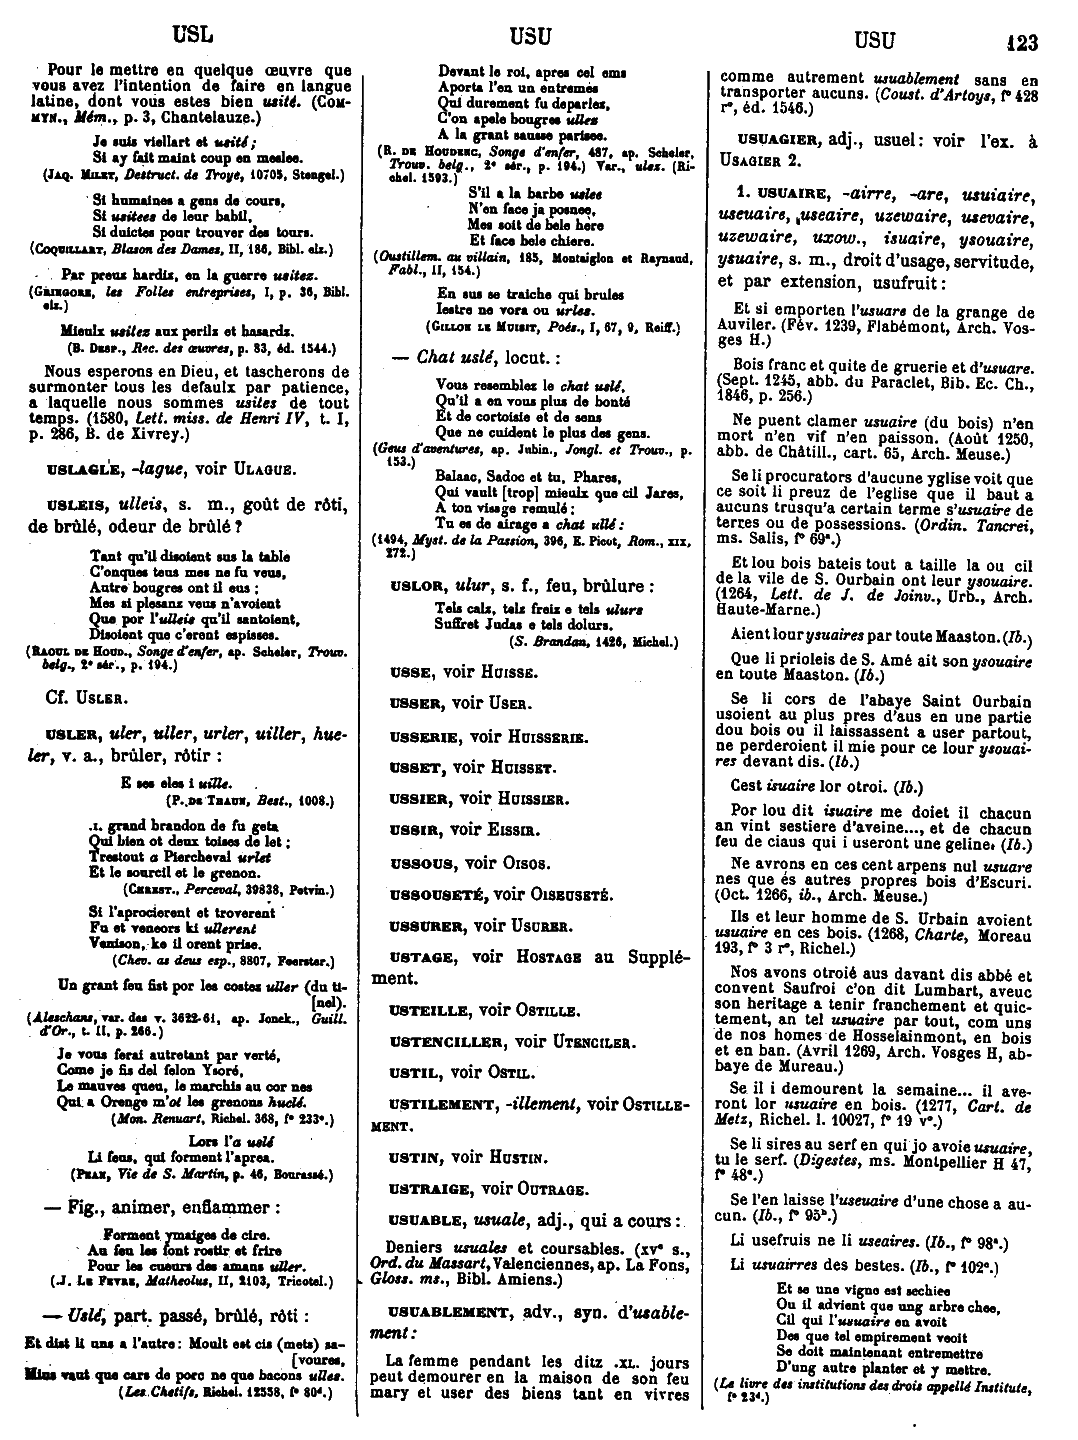 USL
USU
USU
123
Pour le mettre en quelque œuvre que
vous avez l'intention de faire en langue
latine, dont vous estes bien usité. (Com-
myn., Mém., p. 3, Chantelauze.)
Je suis viellart et usité;
Si ay fait maint coup en meslee.
(Jaq. Milet, Destruct. de Troye, 10705, Stengel.)
Si humaines a gens de cours,
Si usitees de leur babil,
Si duictes pour trouver des tours.
(Coquillart, Blason des Dames, II, 186, Bibl. elz.)
Par preux hardis, en la guerre usitez.
(Gringore, les Folles entreprises, I, p. 36, Bibl.
elz.)
Mieulx usitez aux perilz et hasardz.
(B. Desp., Rec. des œuvres, p. 83, éd. 1544.)
Nous esperons en Dieu, et tascherons de
surmonter tous les defaulx par patience,
a laquelle nous sommes usites de tout
temps. (1580, Lett. miss. de Henri IV, t. I,
p. 286, B. de Xivrey.)
USLAGUE, -lague, voir Ulague.
USLEIS, ulleis, s. m., goût de rôti,
de brûlé, odeur de brûlé ?
Tant qu'il disoient sus la table
C'onques teus mes ne fu veus,
Autre bougres ont il eus ;
Mes si plesanz veus n'avoient
Que por l'ulleis qu'il santoient,
Disoient que c'erent espisses.
(Raoul de Houd., Songe d'enfer, ap. Scheler, Trouv.
belg., 2e sér., p. 194.)
Cf. Usler.
USLER, uler, uller, urler, uiller, hue-
ler, v. a., brûler, rôtir :
E ses eles i uille.
(P. de Thaun, Best., 1008.)
.i. grand brandon de fu geta
Qui bien ot deux toises de let ;
Trestout a Piercheval urlet
Et le sourcil et le grenon.
(Chrest., Perceval, 39838, Potvin.)
Si l'aprocierent et troverent
Fu et veneors ki ullerent
Venison, ke il orent prise.
(Chev. as deus esp., 8807, Foerster.)
Un grant feu fist por les costes uller (du ti-
[nel).
(Aleschans, var. des v. 3622-61, ap. Jonck., Guill.
d'Or., t. II, p. 266.)
Je vous ferai autretant par verté,
Come je fis del felon Ysoré,
Le mauves queu, le marchis au cor nes
Qui a Orenge m'ot les grenons huclé.
(Mon. Renuart, Richel. 368, f° 233c.)
Lors l'a uslé
Li feus, qui forment l'aprea.
(Pean, Vie de S. Martin, p. 46, Bourassé.)
— Fig., animer, enflammer :
Forment ymaiges de cire.
Au feu les font rostir et frire
Pour les cueurs des amans uller.
(J. Le Fevre, Matheolus, II, 2103, Tricotel.)
— Uslé, part. passé, brûlé, rôti :
Et dist li uns a l'autre : Moult est cis (mets) sa-
[voures,
Mius vaut que cars de porc ne que bacons ulles.
(Les Chetifs, Richel. 12558, f° 80d.)
Devant le roi, apres cel ems
Aporta l'en un entremés
Qui durement fu deparles,
C'on apele bougres ulles
A la grant sausse parisee.
(R. de Houdenc, Songe d'enfer, 487, ap. Scheler,
Trouv. belg., 2e sér., p. 194.) Var., ulez. (Ri-
chel. 1593.)
S'il a la barbe uslee
N'en face ja posnee,
Mes soit de bele here
Et face bele chiere.
(Oustillem. au villain, 185, Montaiglon et Raynaud,
Fabl., II, 154.)
En sus se traiche qui brules
Iestre ne vora ou urles.
(Gillon le Muisit, Poés., I, 67, 9, Reiff.)
— Chat uslé, locut. :
Vous resemblez le chat uslé,
Qu'il a en vous plus de bonté
Et de cortoisie et de sens
Que ne cuident le plus des gens.
(Geus d'aventures, ap. Jubin., Jongl. et Trouv., p.
153.)
Balaac, Sadoc et tu, Phares,
Qui vault [trop] mieulx que cil Jares,
A ton visage remulé ;
Tu es de airage a chat ullé :
(1494, Myst. de la Passion, 396, E. Picot, Rom., xix,
272.)
USLOR, ulur, s. f., feu, brûlure :
Tels calz, telz freiz e tels ulurs
Suffret Judas e tels dolurs.
(S. Brandan, 1426, Michel.)
USSE, voir Huisse.
USSER, voir User.
USSERIE, voir Huisserie.
USSET, voir Huisset.
USSIER, voir Huissier.
USSIR, voir Eissir.
USSOUS, voir Oisos.
USSOUSETÉ, voir Oiseuseté.
USSURER, voir Usurer.
USTAGE, voir Hostage au Supplé-
ment.
USTEILLE, voir Ostille.
USTENCILLER, voir Utenciler.
USTIL, voir Ostil.
USTILEMENT, -illement, voir Ostille-
ment.
USTIN, voir Hustin.
USTRAIGE, voir Outrage.
USUABLE, usuale, adj., qui a cours :
Deniers usuales et coursables. (xve s.,
Ord. du Massart, Valenciennes, ap. La Fons,
Gloss. ms., Bibl. Amiens.)
USUABLEMENT, adv., syn. d'usable-
ment :
La femme pendant les ditz .xl. jours
peut demourer en la maison de son feu
mary et user des biens tant en vivres
comme autrement usuablement sans en
transporter aucuns. (Coust. d'Artoys, f° 428
r°, éd. 1546.)
USUAGIER, adj., usuel : voir l'ex. à
Usagier 2.
1. USUAIRE, -airre, -are, usuiaire,
useuaire, useaire, uzewaire, usevaire,
uzewaire, uxow., isuaire, ysouaire,
ysuaire, s. m., droit d'usage, servitude,
et par extension, usufruit :
Et si emporten l'usuare de la grange de
Auviler. (Fév. 1239, Flabémont, Arch. Vos-
ges H.)
Bois franc et quite de gruerie et d'usuare.
(Sept. 1245, abb. du Paraclet, Bib. Ec. Ch.,
1846, p. 256.)
Ne puent clamer usuaire (du bois) n'en
mort n'en vif n'en paisson. (Août 1250,
abb. de Châtill., cart. 65, Arch. Meuse.)
Se li procurators d'aucune yglise voit que
ce soit li preuz de l'eglise que il baut a
aucuns trusqu'a certain terme s'usuaire de
terres ou de possessions. (Ordin. Tancrei,
ms. Salis, f° 69a.)
Et lou bois bateis tout a taille la ou cil
de la vile de S. Ourbain ont leur ysouaire.
(1264, Lett. de J. de Joinv., Urb., Arch.
Haute-Marne.)
Aient lour ysuaires par toute Maaston. (Ib.)
Que li prioleis de S. Amé ait son ysouaire
en toute Maaston. (Ib.)
Se li cors de l'abaye Saint Ourbain
usoient au plus pres d'aus en une partie
dou bois ou il laissassent a user partout,
ne perderoient il mie pour ce lour ysouai-
res devant dis. (Ib.)
Cest isuaire lor otroi. (Ib.)
Por lou dit isuaire me doiet il chacun
an vint sestiere d'aveine..., et de chacun
feu de ciaus qui i useront une geline. (Ib.)
Ne avrons en ces cent arpens nul usuare
nes que és autres propres bois d'Escuri.
(Oct. 1266, ib., Arch. Meuse.)
Ils et leur homme de S. Urbain avoient
usuaire en ces bois. (1268, Charte, Moreau
193, f° 3 r°, Richel.)
Nos avons otroié aus davant dis abbé et
convent Saufroi c'on dit Lumbart, aveuc
son heritage a tenir franchement et quic-
tement, an tel usuaire par tout, com uns
de nos homes de Hosselainmont, en bois
et en ban. (Avril 1269, Arch. Vosges H, ab-
baye de Mureau.)
Se il i demourent la semaine... il ave-
ront lor usuaire en bois. (1277, Cart. de
Metz, Richel. l. 10027, f° 19 v°.)
Se li sires au serf en qui jo avoie usuaire,
tu le serf. (Digestes, ms. Montpellier H 47,
f° 48a.)
Se l'en laisse l'useuaire d'une chose a au-
cun. (Ib., f° 95b.)
Li usefruis ne li useaires. (Ib., f° 98a.)
Li usuairres des bestes. (Ib., f° 102c.)
Et se une vigne est sechiee
Ou il advient que ung arbre chee,
Cil qui l'usuaire en avoit
Des que tel empirement veoit
Se doit maintenant entremettre
D'ung autre planter et y mettre.
(Le livre des institutions des drois appellé Institute,
f° 23d.)